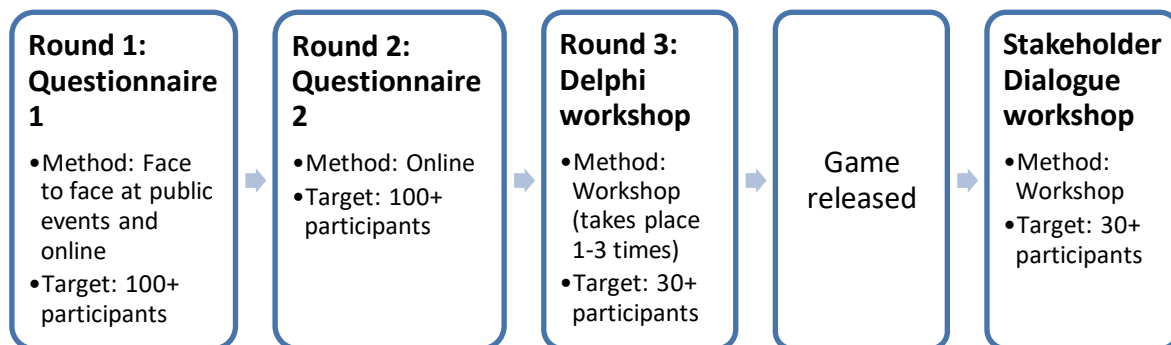 Round 1:
Questionnaire
1
•Method: Face
to face at public
events and
online
•Target: 100+
participants
Round 2:
Questionnaire
2
•Method: Online
•Target: 100+
participants
Round 3:
Delphi
workshop
•Method:
Workshop
(takes place
1-3 times)
•Target: 30+
participants
Game
released
Stakeholder
Dialogue
workshop
•Method:
Workshop
•Target: 30+
participants